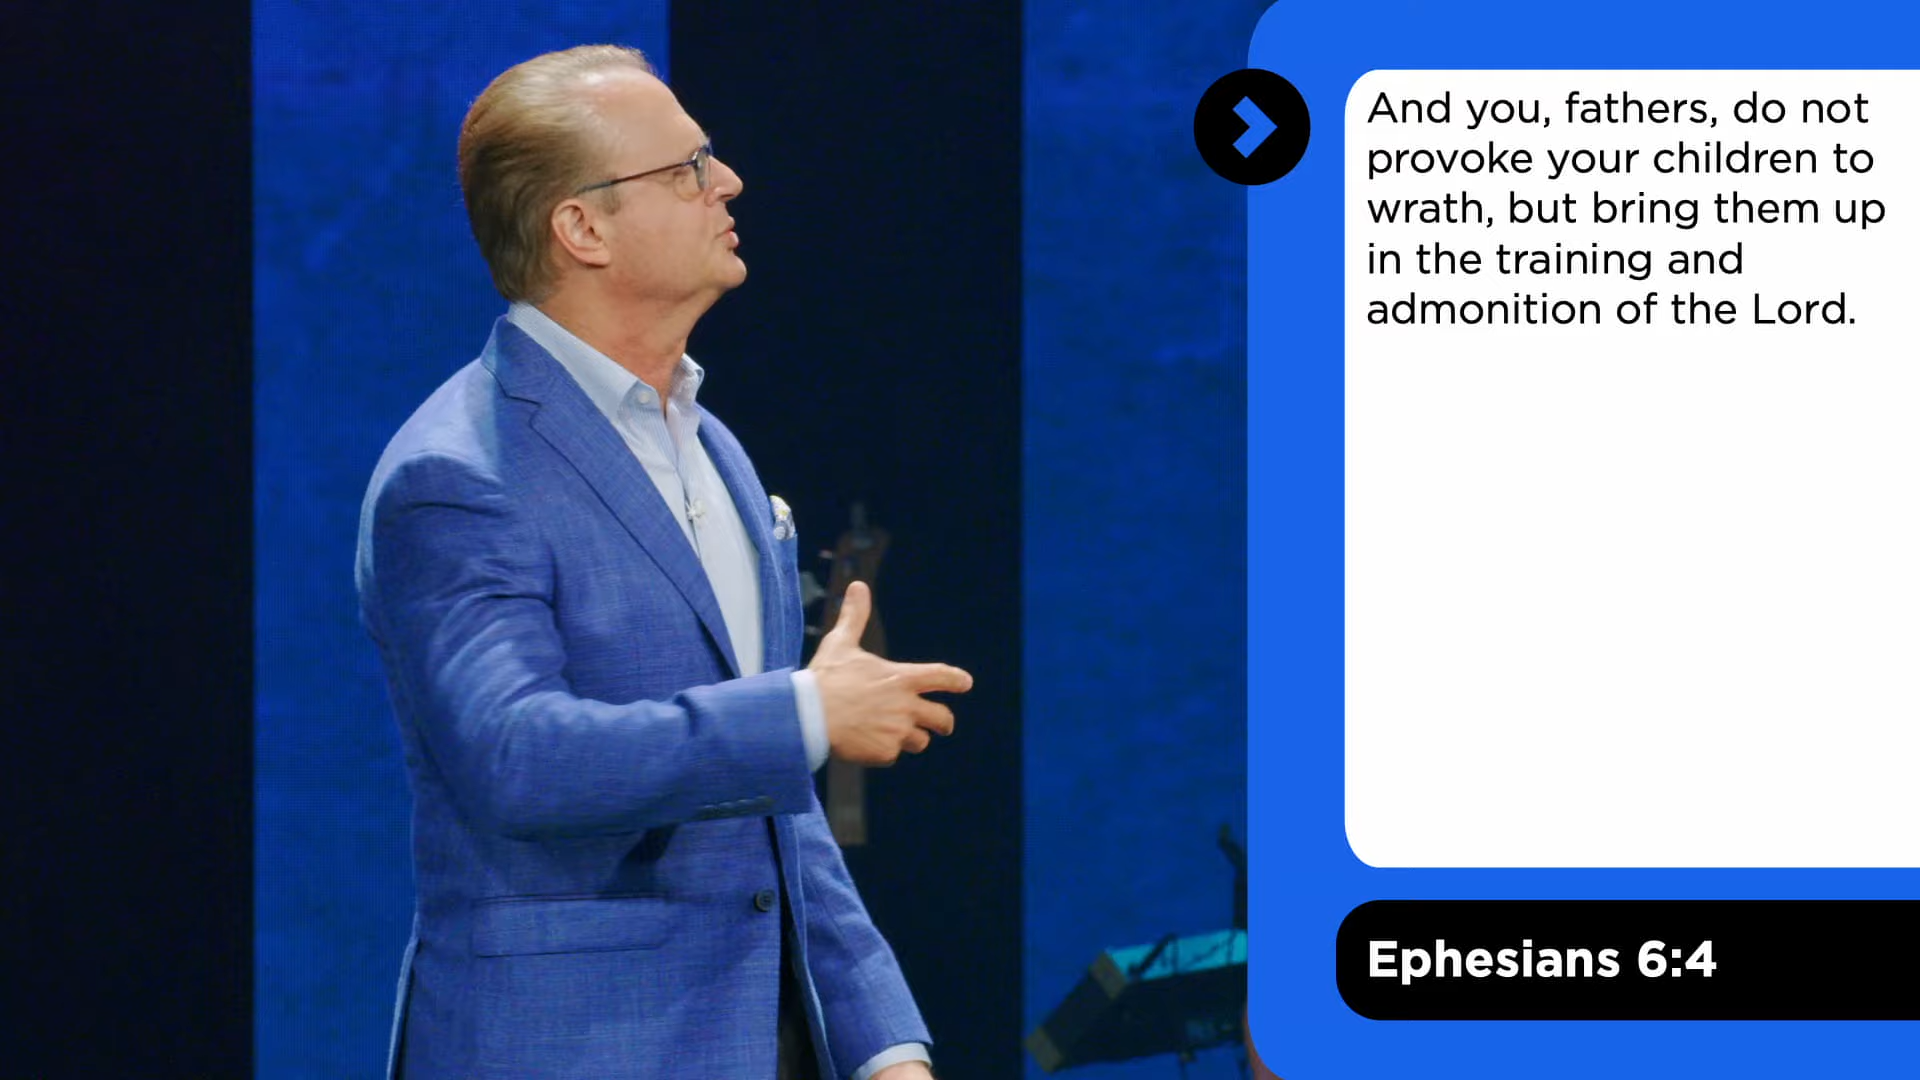 And you, fathers, do not
provoke your children to
wrath, but bring them up
in the training and
admonition of the Lord.
Ephesians 6:4